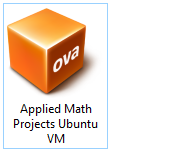 ova
Applied Math
Projects Ubuntu
VM